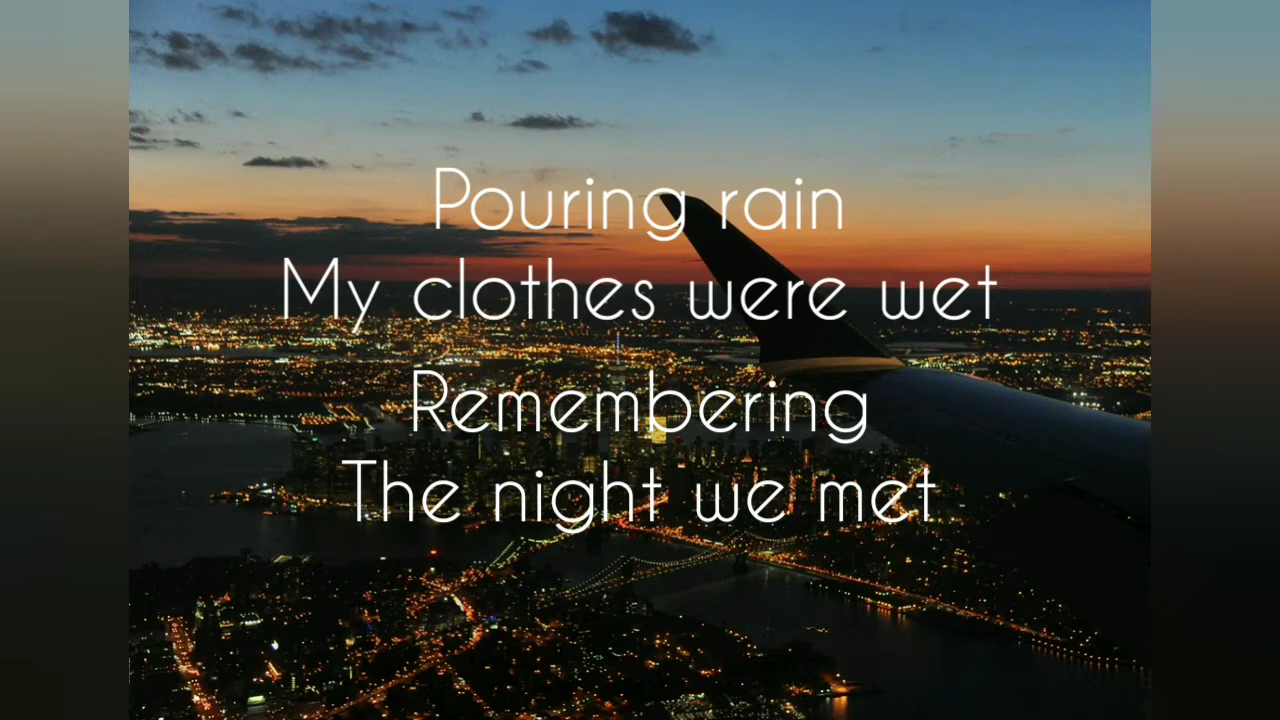 Pouring rain
My clothes were wet
Remembering
The night we met